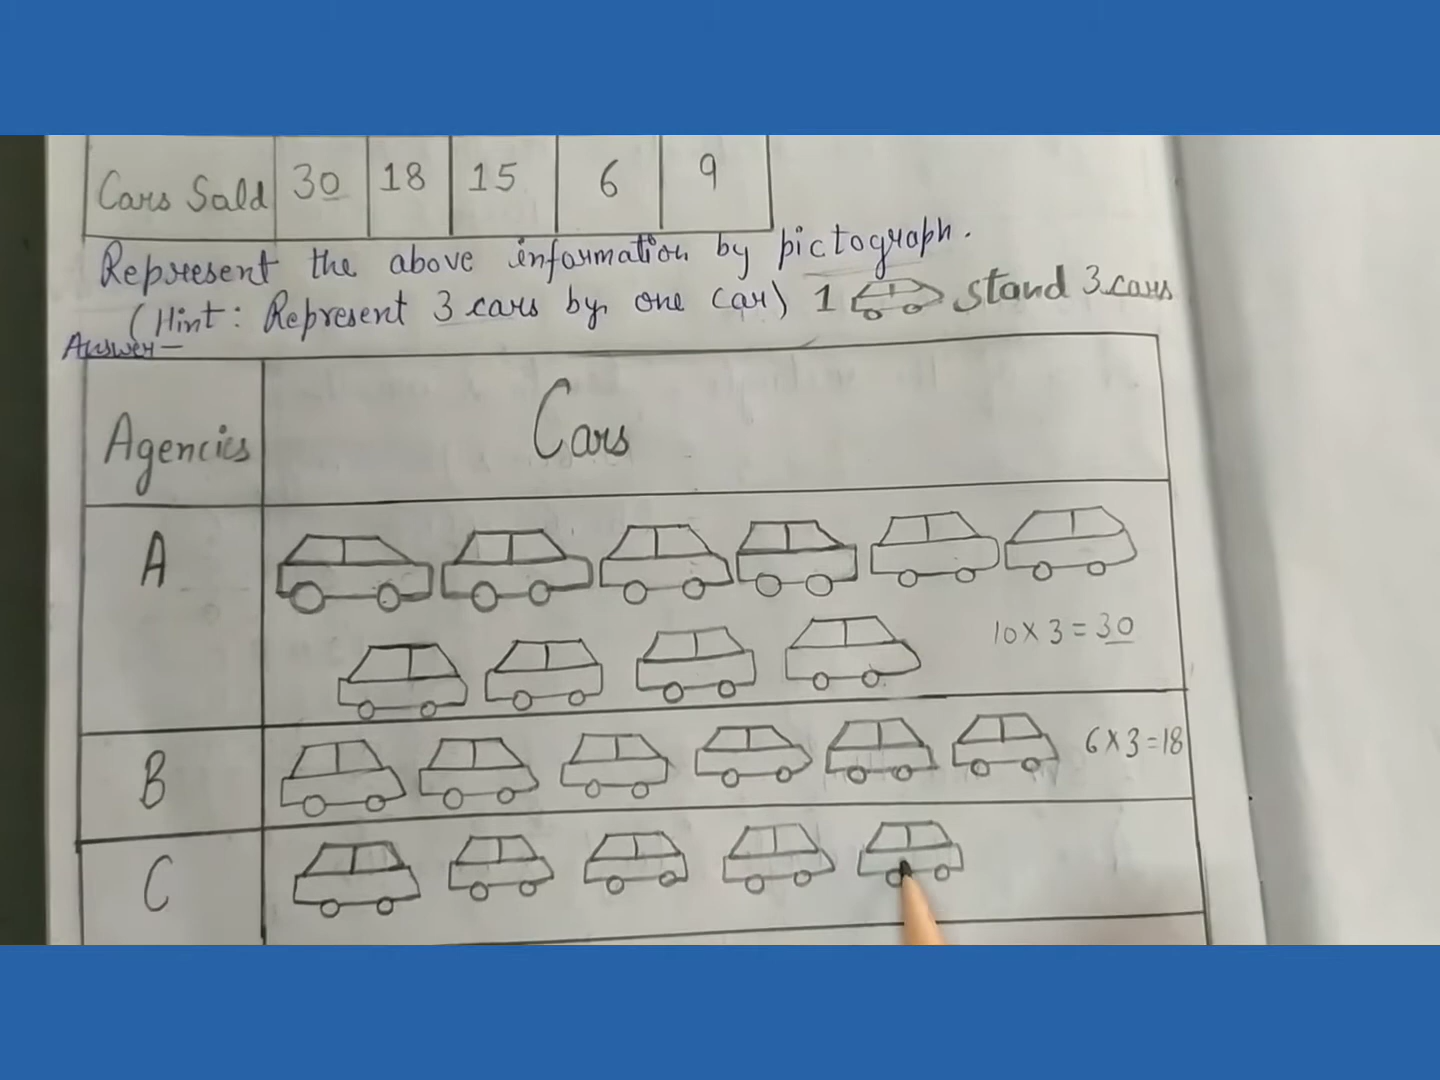 Cars Sald 30 18 15 6 9
Represent the above information by pictograph.
(Hint: Represent 3 cars by one car) 1 stand 3 cars
Answer-
Agencies Cars
A
10 x 3 = 30
B 6 x 3 = 18
C